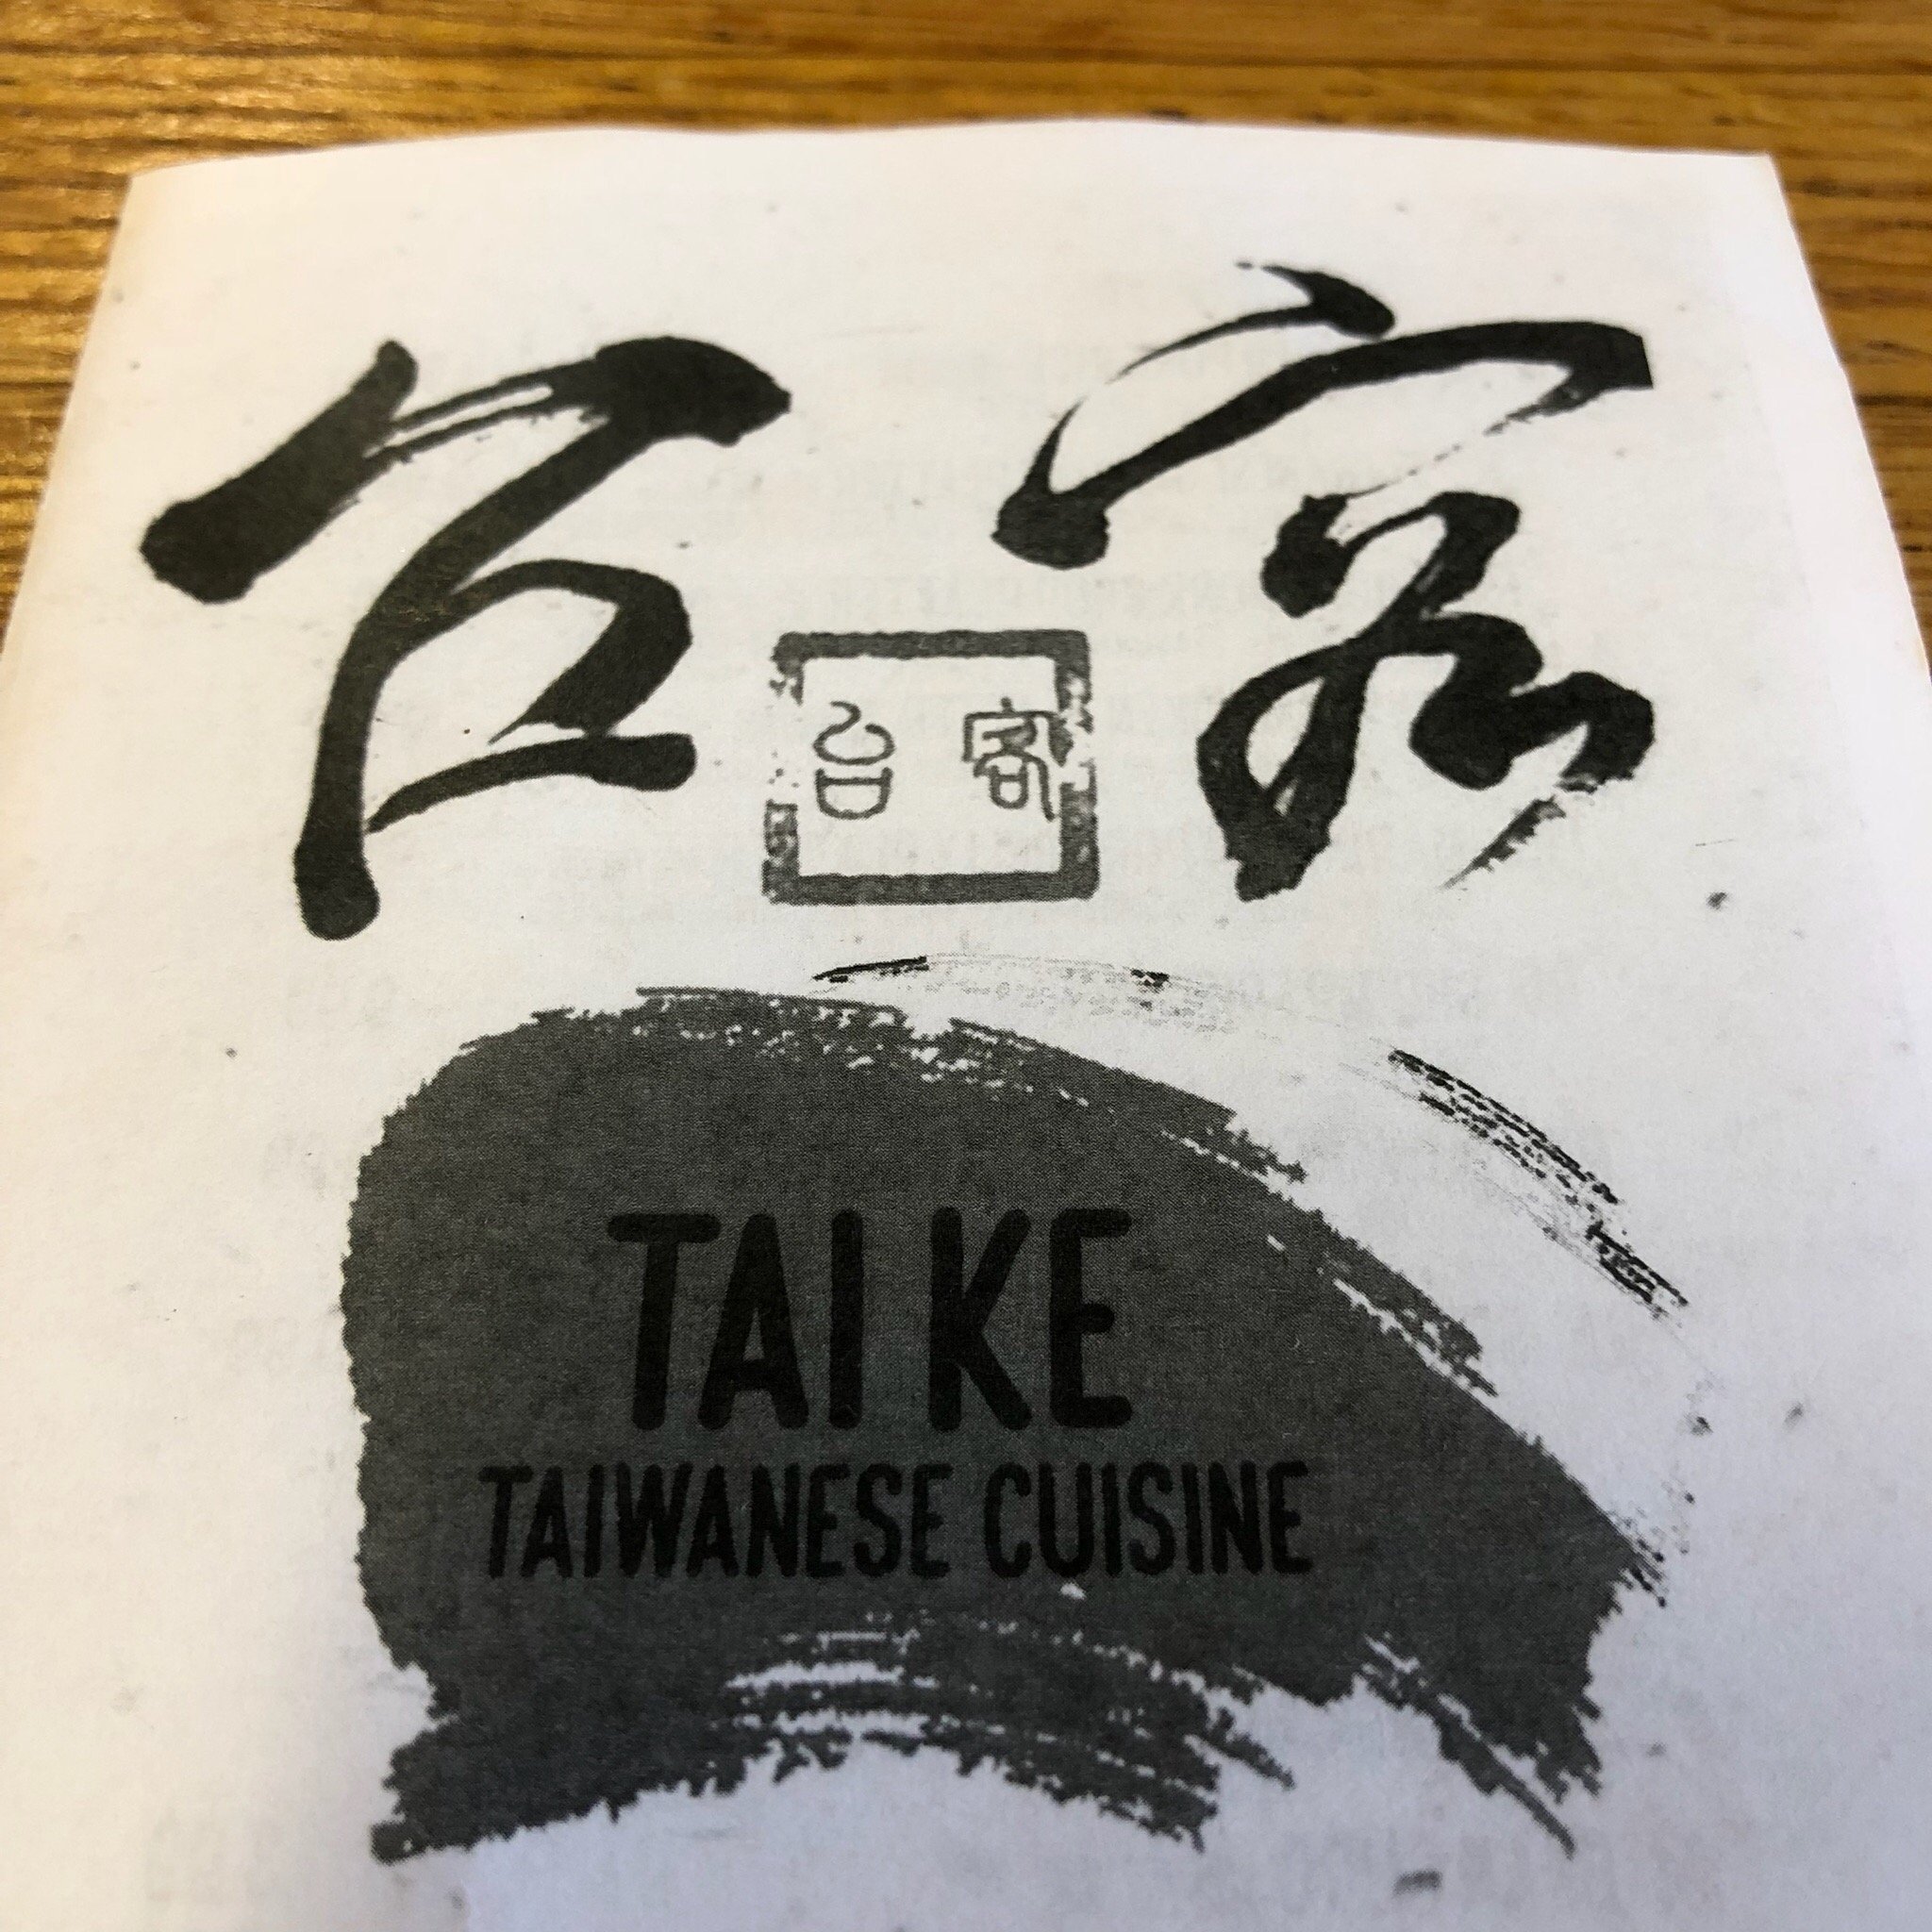 台客
台客
TAI KE
TAIWANESE CUISINE